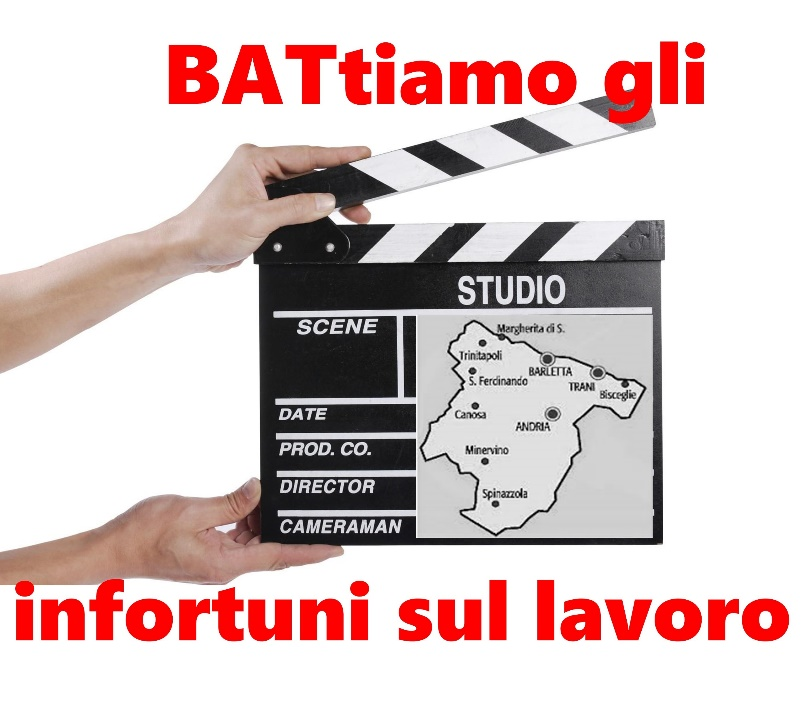 BATtiamo gli
STUDIO
SCENE
DATE
PROD. CO.
DIRECTOR
CAMERAMAN
Margherita di S.
Trinitapoli
BARLETTA
S. Ferdinando
TRANI
Bisceglie
Canosa
ANDRIA
Minervino
Spinazzola
infortuni sul lavoro